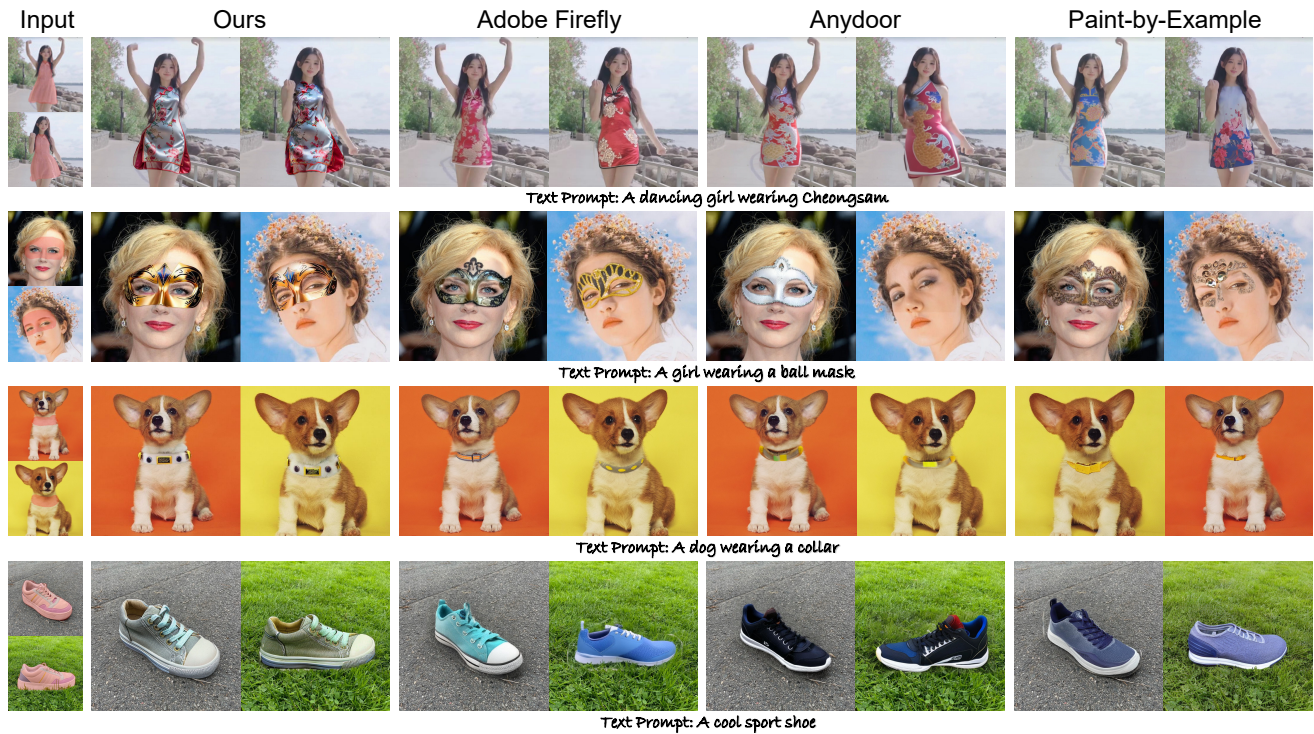 Input Ours Adobe Firefly Anydoor Paint-by-Example
Text Prompt: A dancing girl wearing Cheongsam
Text Prompt: A girl wearing a ball mask
Text Prompt: A dog wearing a collar
Text Prompt: A cool sport shoe